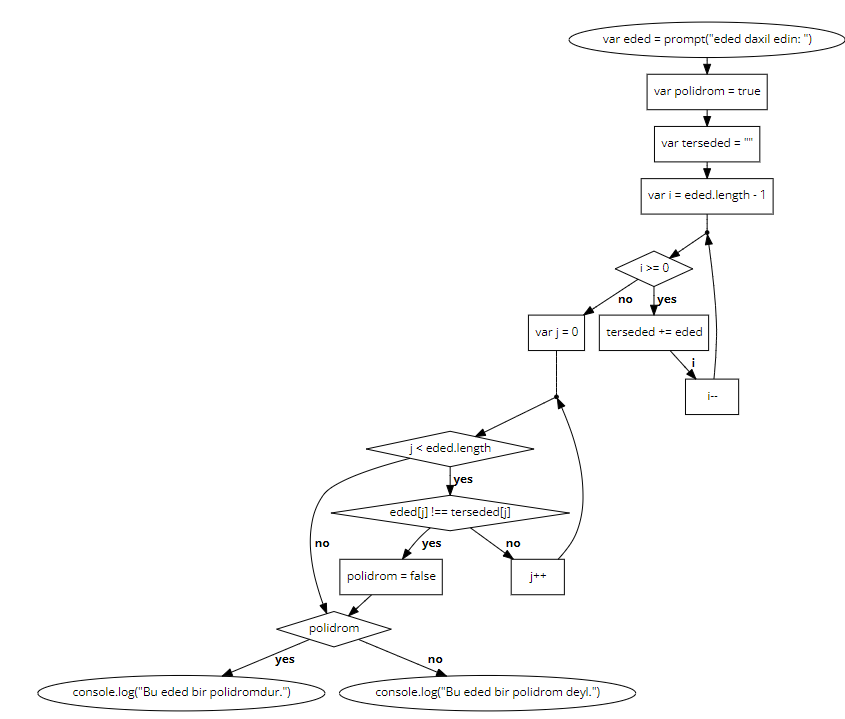 var eded = prompt("eded daxil edin: ")
var polidrom = true
var terseded = ""
var i = eded.length - 1
i >= 0
no
yes
var j = 0
terseded += eded
i
i--
j < eded.length
yes
eded[j] !== terseded[j]
no
yes
no
polidrom = false
j++
polidrom
yes
no
console.log("Bu eded bir polidromdur.")
console.log("Bu eded bir polidrom deyl.")